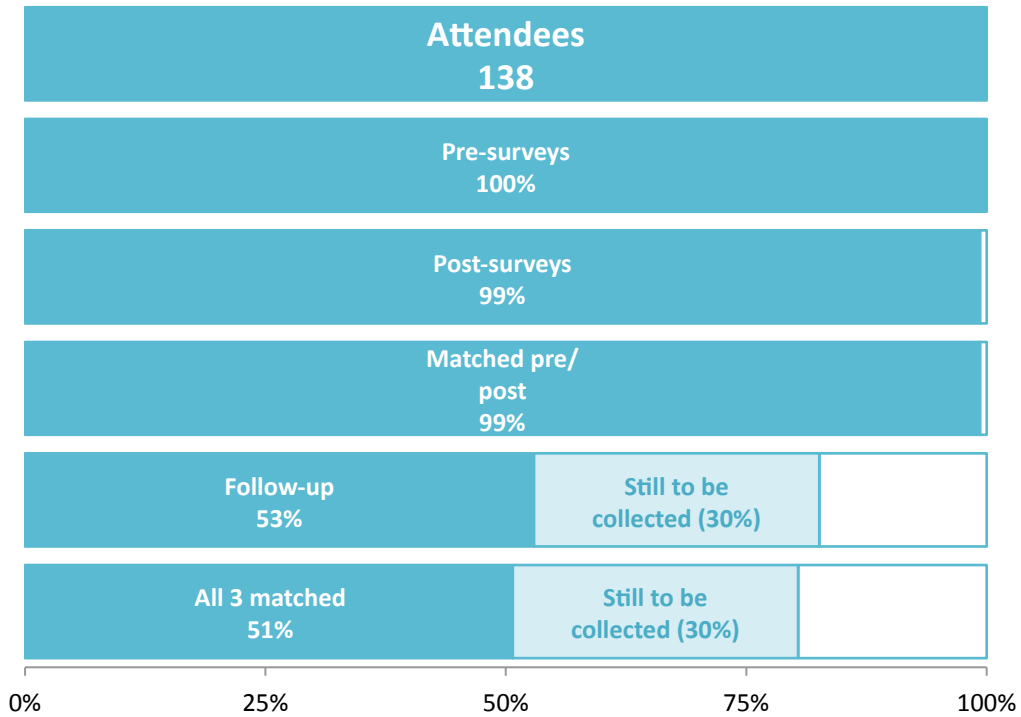 Attendees
138
Pre-surveys
100%
Post-surveys
99%
Matched pre/
post
99%
Follow-up
53%
Still to be
collected (30%)
All 3 matched
51%
Still to be
collected (30%)
0%
25%
50%
75%
100%